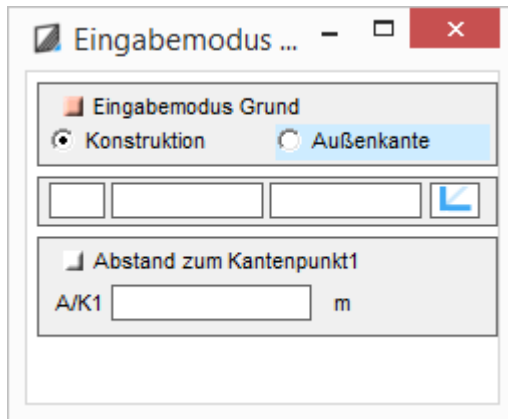 Eingabemodus ...
Eingabemodus Grund
Konstruktion Außenkante
Abstand zum Kantenpunkt1
A/K1 m